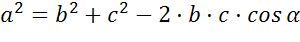 a² = b² + c² − 2 · b · c · cos α